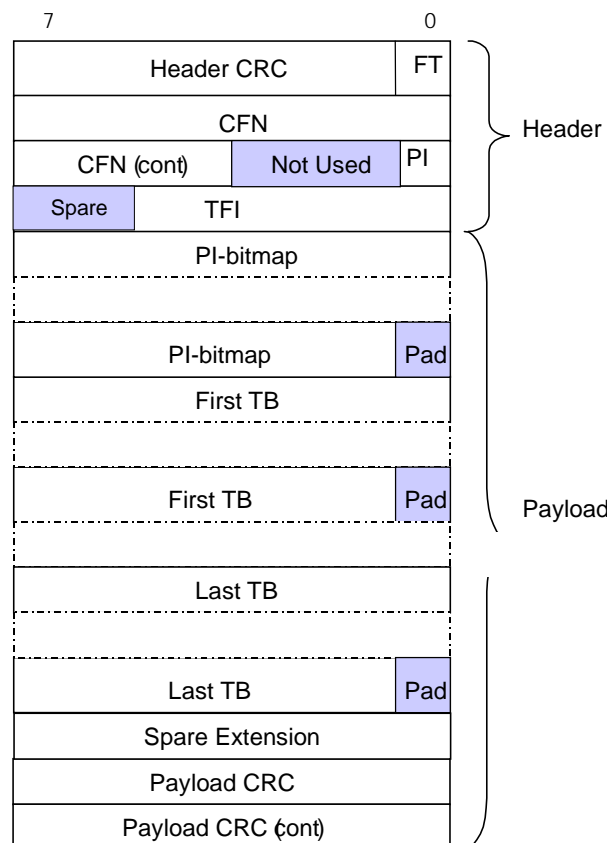 7 0
Header CRC FT
CFN
Header
CFN (cont) Not Used PI
Spare TFI
PI-bitmap
PI-bitmap Pad
First TB
First TB Pad
Payload
Last TB
Last TB Pad
Spare Extension
Payload CRC
Payload CRC (cont)